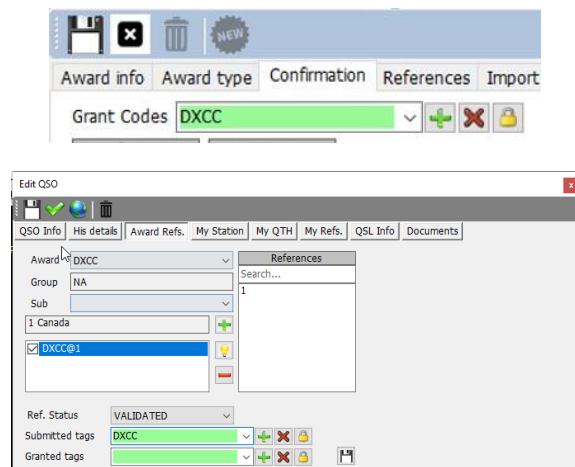 NEW
Award info Award type Confirmation References Import
Grant Codes DXCC
Edit QSO
x
QSO Info His details Award Refs. My Station My QTH My Refs. QSL Info Documents
Award DXCC References
Group NA Search...
Sub 1
1 Canada
DXCC@1
Ref. Status VALIDATED
Submitted tags DXCC
Granted tags